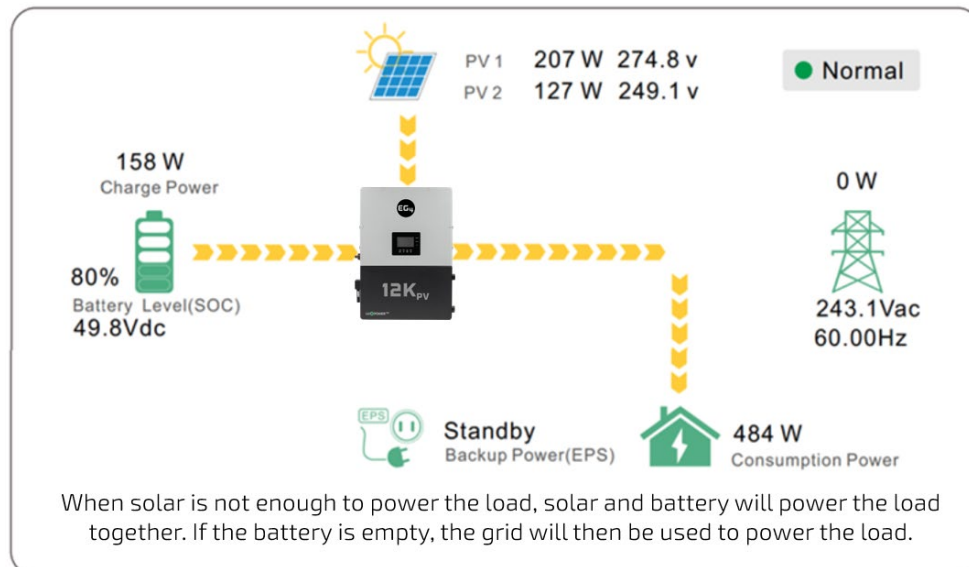 PV 1 207 W 274.8 v
PV 2 127 W 249.1 v
Normal
158 W
Charge Power
0 W
EG4
80%
Battery Level(SOC)
49.8Vdc
12K PV
243.1Vac
60.00Hz
EPS
Standby
Backup Power(EPS)
484 W
Consumption Power
When solar is not enough to power the load, solar and battery will power the load
together. If the battery is empty, the grid will then be used to power the load.